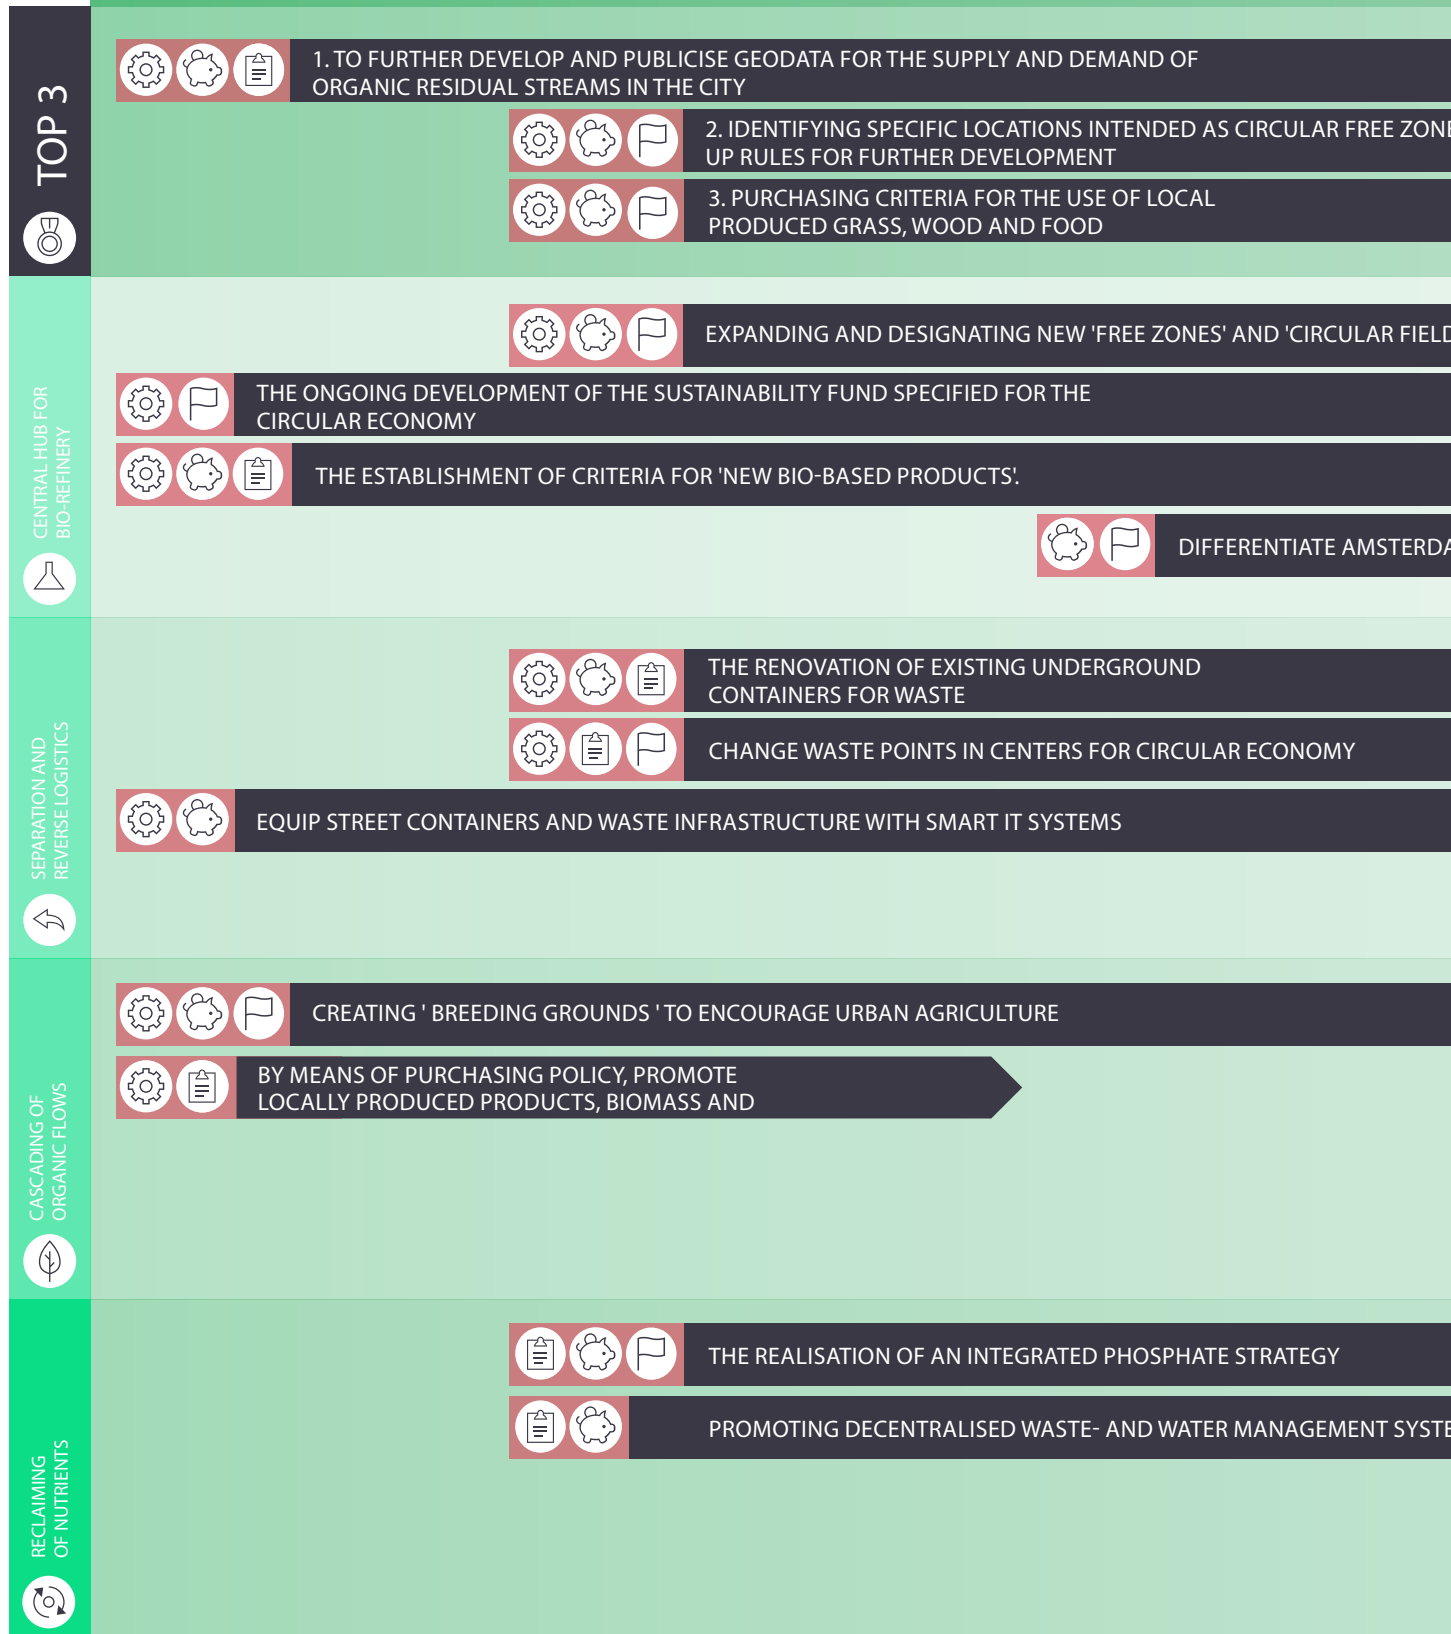 TOP 3
1. TO FURTHER DEVELOP AND PUBLICISE GEODATA FOR THE SUPPLY AND DEMAND OF
ORGANIC RESIDUAL STREAMS IN THE CITY
2. IDENTIFYING SPECIFIC LOCATIONS INTENDED AS CIRCULAR FREE
UP RULES FOR FURTHER DEVELOPMENT
3. PURCHASING CRITERIA FOR THE USE OF LOCAL
PRODUCED GRASS, WOOD AND FOOD
CENTRAL HUB FOR
BIO-REFINERY
EXPANDING AND DESIGNATING NEW 'FREE ZONES' AND 'CIRCULAR
THE ONGOING DEVELOPMENT OF THE SUSTAINABILITY FUND SPECIFIED FOR THE
CIRCULAR ECONOMY
THE ESTABLISHMENT OF CRITERIA FOR 'NEW BIO-BASED PRODUCTS'.
DIFFERENTIATE
SEPARATION AND
REVERSE LOGISTICS
THE RENOVATION OF EXISTING UNDERGROUND
CONTAINERS FOR WASTE
CHANGE WASTE POINTS IN CENTERS FOR CIRCULAR ECONOMY
EQUIP STREET CONTAINERS AND WASTE INFRASTRUCTURE WITH SMART IT SYSTEMS
CASCADING OF
ORGANIC FLOWS
CREATING ' BREEDING GROUNDS ' TO ENCOURAGE URBAN AGRICULTURE
BY MEANS OF PURCHASING POLICY, PROMOTE
LOCALLY PRODUCED PRODUCTS, BIOMASS AND
RECLAIMING
OF NUTRIENTS
THE REALISATION OF AN INTEGRATED PHOSPHATE STRATEGY
PROMOTING DECENTRALISED WASTE- AND WATER MANAGEMENT